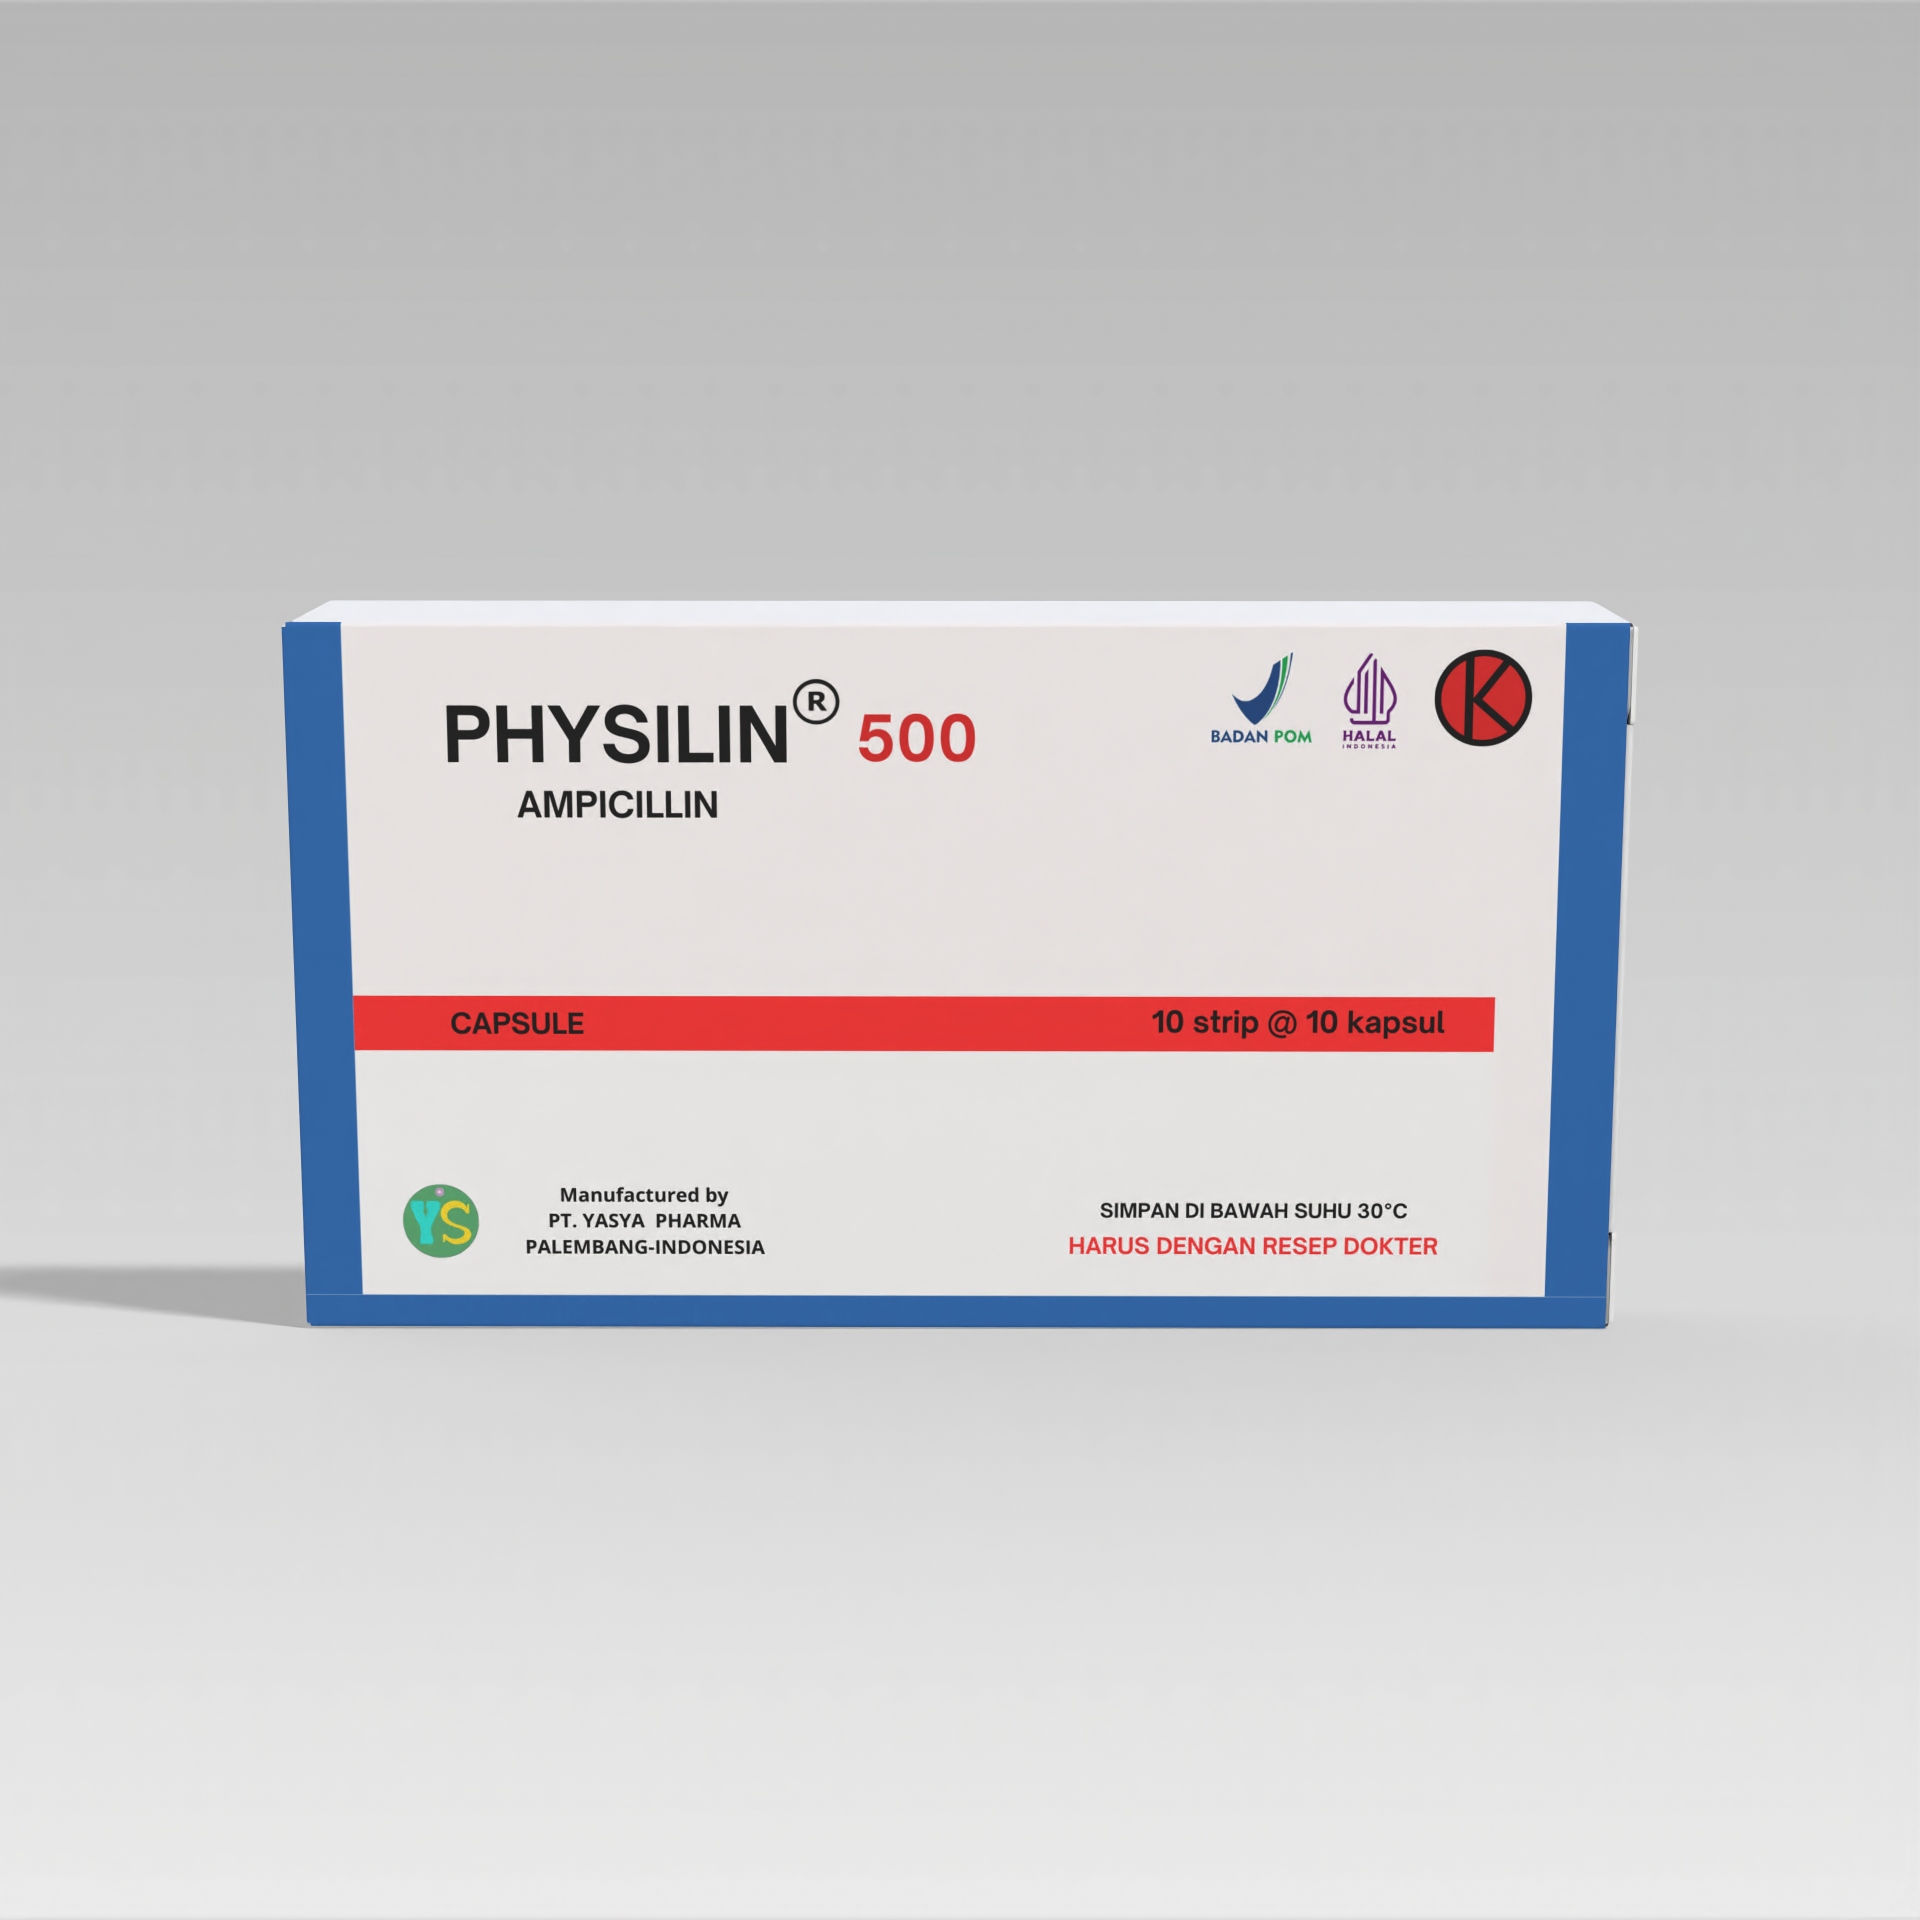 PHYSILIN® 500
AMPICILLIN
BADAN POM
HALAL
INDONESIA
K
CAPSULE
10 strip @ 10 kapsul
YS
Manufactured by
PT. YASYA PHARMA
PALEMBANG-INDONESIA
SIMPAN DI BAWAH SUHU 30°C
HARUS DENGAN RESEP DOKTER